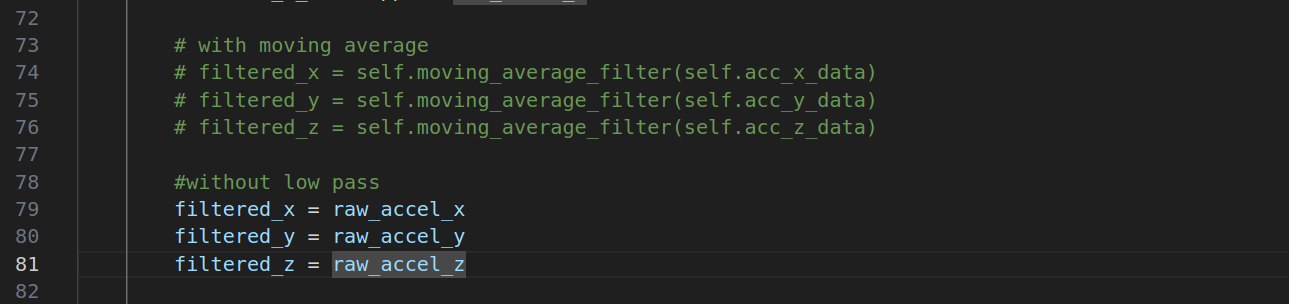 72
73 # with moving average
74 # filtered_x = self.moving_average_filter(self.acc_x_data)
75 # filtered_y = self.moving_average_filter(self.acc_y_data)
76 # filtered_z = self.moving_average_filter(self.acc_z_data)
77
78 #without low pass
79 filtered_x = raw_accel_x
80 filtered_y = raw_accel_y
81 filtered_z = raw_accel_z
82